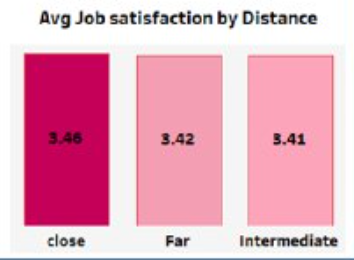 Avg Job satisfaction by Distance
3.46 3.42 3.41
close Far Intermediate